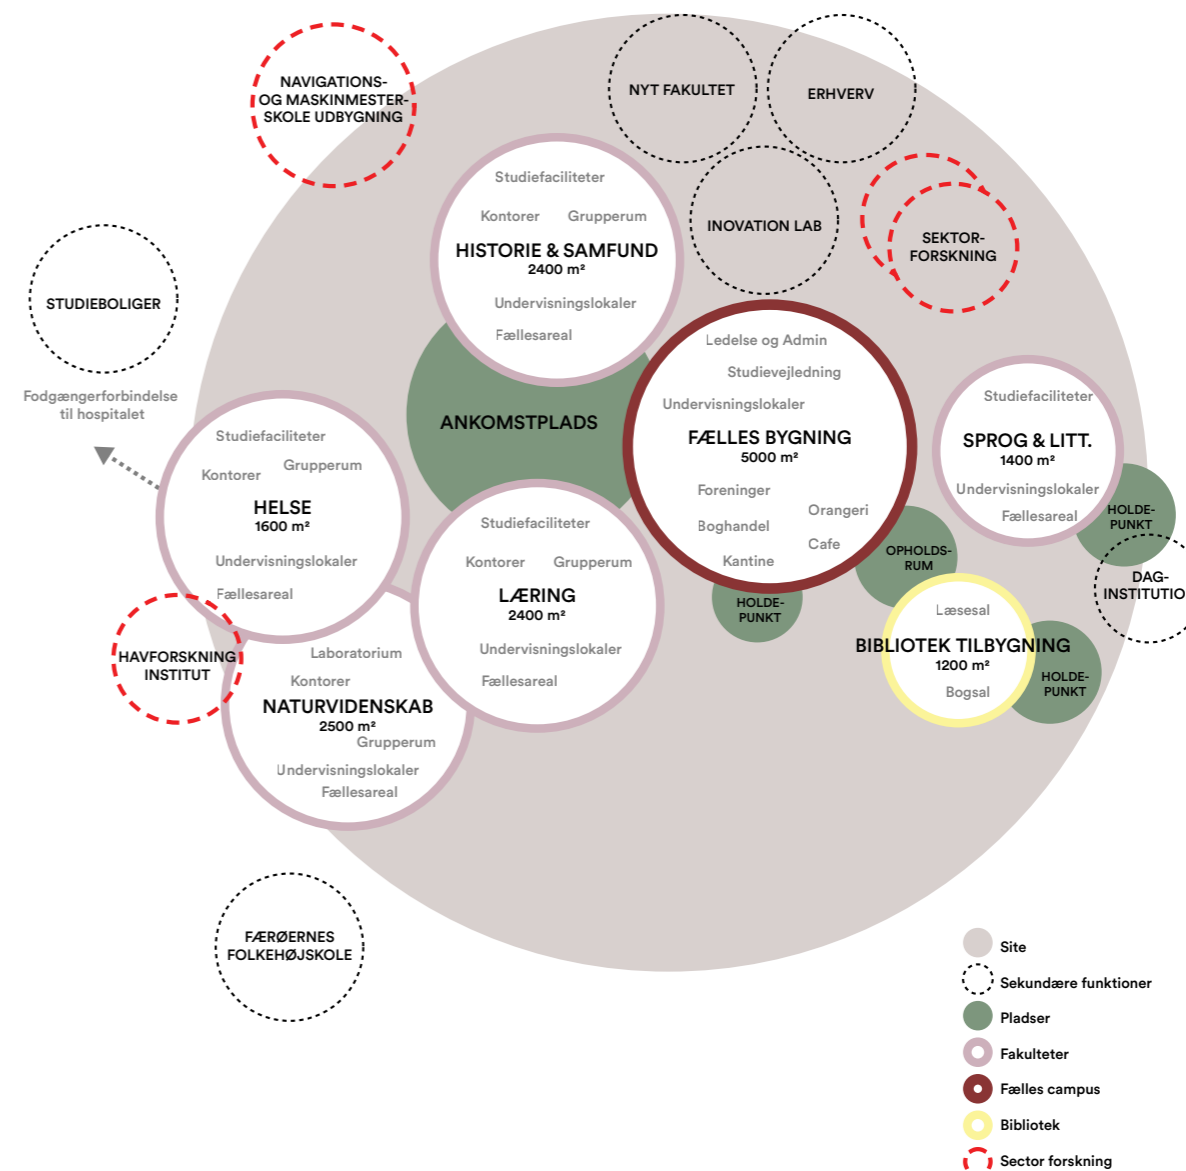 NAVIGATIONS-
OG MASKINMESTER-
SKOLE UDBYGNING
NYT FAKULTET
ERHVERV
INOVATION LAB
SEKTOR-
FORSKNING
STUDIEBOLIGER
Fodgængerforbindelse
til hospitalet
Studiefaciliteter
Kontorer Grupperum
HISTORIE & SAMFUND
2400 m²
Undervisningslokaler
Fællesareal
ANKOMSTPLADS
Ledelse og Admin
Studievejledning
Undervisningslokaler
FÆLLES BYGNING
5000 m²
Foreninger
Orangeri
Boghandel
Cafe
Kantine
Studiefaciliteter
SPROG & LITT.
1400 m²
Undervisningslokaler
Fællesareal
HOLDE-
PUNKT
DAG-
INSTITUTIO
Studiefaciliteter
Kontorer Grupperum
HELSE
1600 m²
Undervisningslokaler
Fællesareal
Studiefaciliteter
Kontorer Grupperum
LÆRING
2400 m²
Undervisningslokaler
Fællesareal
HOLDE-
PUNKT
OPHOLDS-
RUM
Læsesal
BIBLIOTEK TILBYGNING
1200 m²
Bogsal
HOLDE-
PUNKT
HAVFORSKNING
INSTITUT
Laboratorium
Kontorer
NATURVIDENSKAB
2500 m²
Grupperum
Undervisningslokaler
Fællesareal
FÆRØERNES
FOLKEHØJSKOLE
Site
Sekundære funktioner
Pladser
Fakulteter
Fælles campus
Bibliotek
Sector forskning